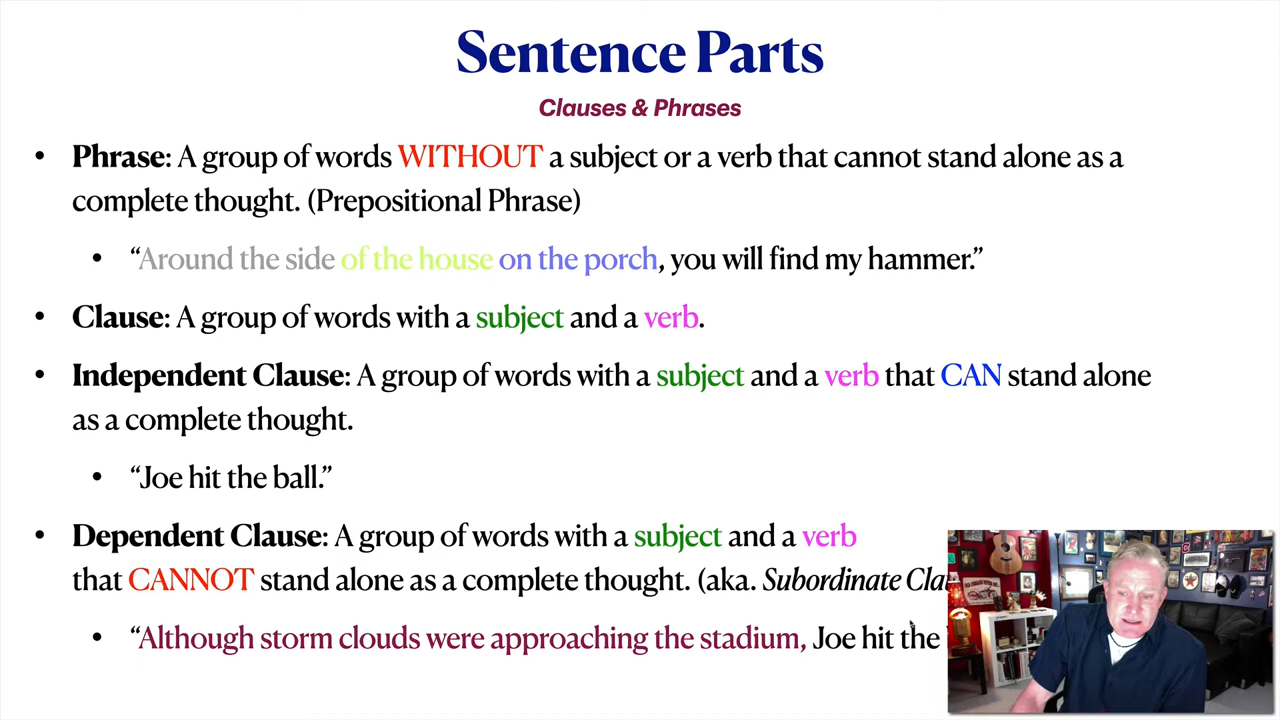 Sentence Parts
Clauses & Phrases
• Phrase: A group of words WITHOUT a subject or a verb that cannot stand alone as a
complete thought. (Prepositional Phrase)
• “Around the side of the house on the porch, you will find my hammer.”
• Clause: A group of words with a subject and a verb.
• Independent Clause: A group of words with a subject and a verb that CAN stand alone
as a complete thought.
• “Joe hit the ball.”
• Dependent Clause: A group of words with a subject and a verb
that CANNOT stand alone as a complete thought. (aka. Subordinate
• “Although storm clouds were approaching the stadium, Joe hit the